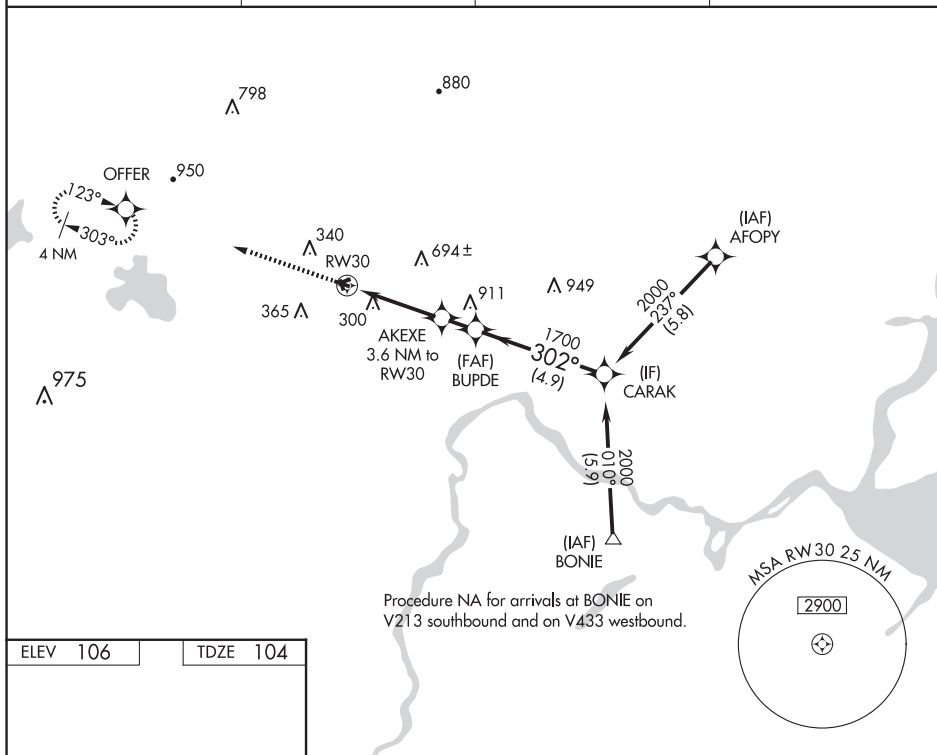 798
880
OFFER
950
123°
303°
4 NM
340
RW30
694±
911
949
365
300
AKEXE
3.6 NM to
RW30
(FAF)
BUPDE
1700
302°
(4.9)
(IAF)
AFOPY
2000
237°
(5.8)
(IF)
CARAK
975
2000
010°
(5.9)
(IAF)
BONIE
Procedure NA for arrivals at BONIE on
V213 southbound and on V433 westbound.
MSA RW30 25 NM
2900
ELEV 106
TDZE 104